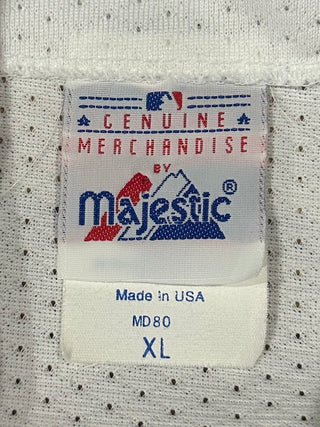 GENUINE
MERCHANDISE
BY
Majestic®
Made in USA
MD80
XL